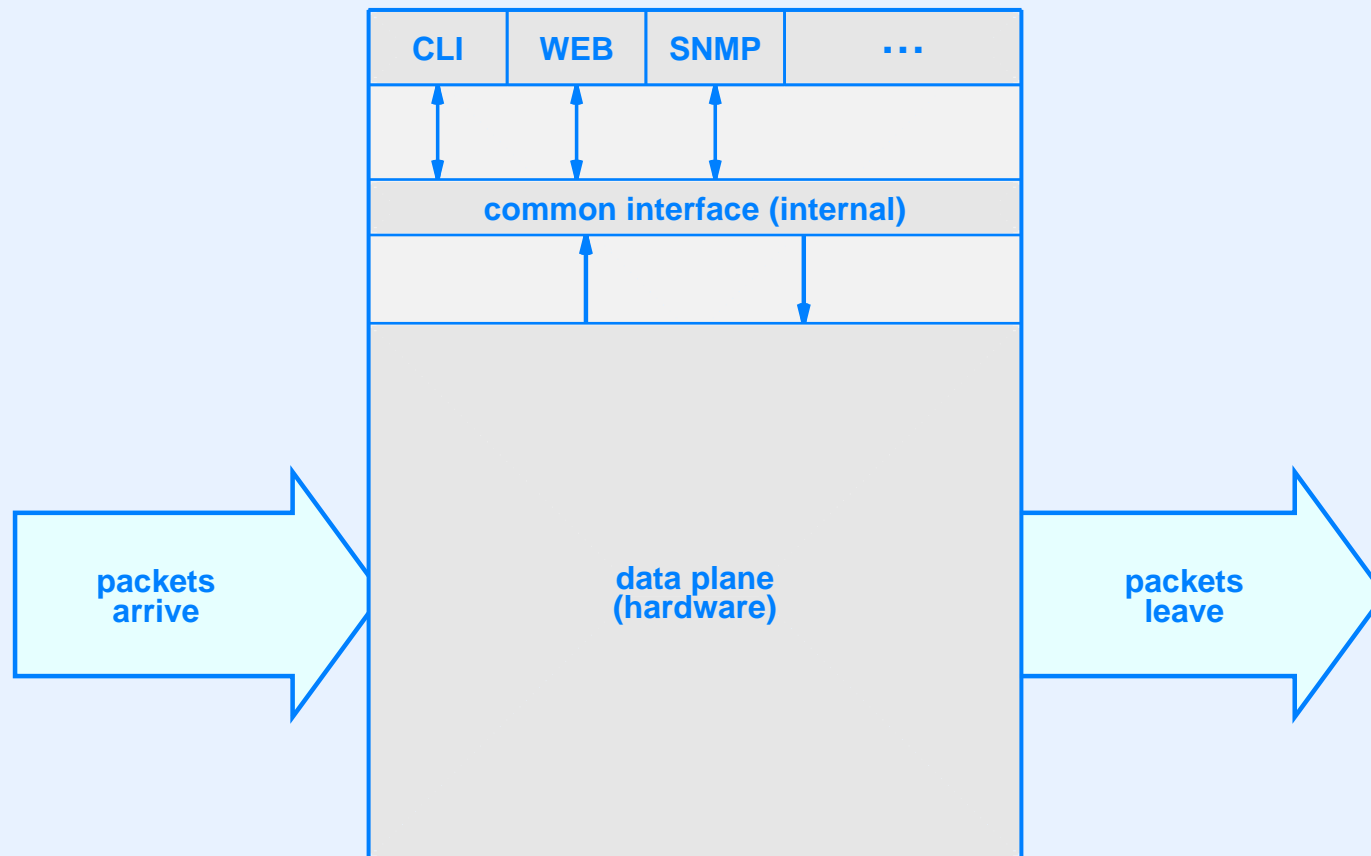 CLI WEB SNMP ...
common interface (internal)
packets
arrive
data plane
(hardware)
packets
leave